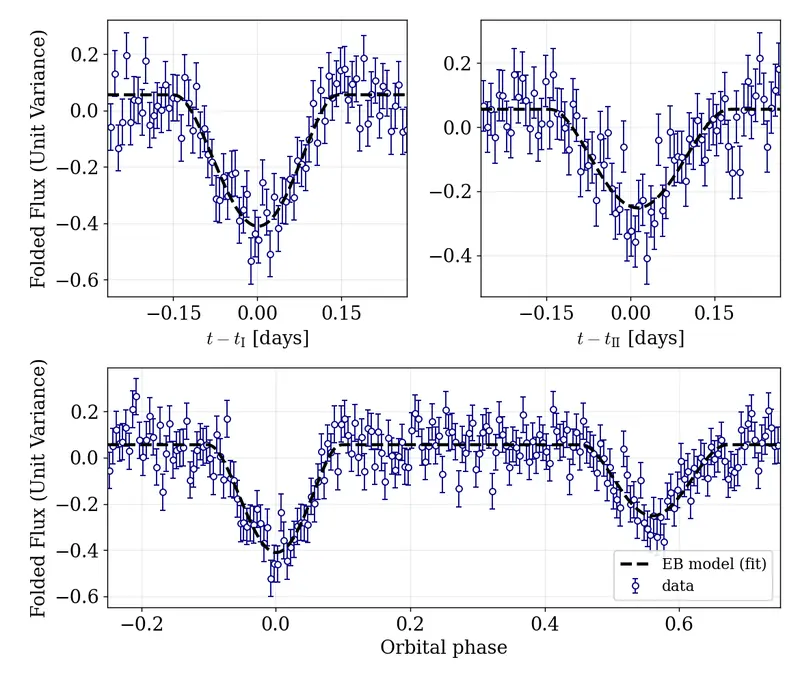 Folded Flux (Unit Variance)
0.2
0.0
−0.2
−0.4
−0.6
−0.15 0.00 0.15
t − t_I [days]
0.2
0.0
−0.2
−0.4
−0.15 0.00 0.15
t − t_II [days]
Folded Flux (Unit Variance)
0.2
0.0
−0.2
−0.4
−0.6
−0.2 0.0 0.2 0.4 0.6
Orbital phase
EB model (fit)
data